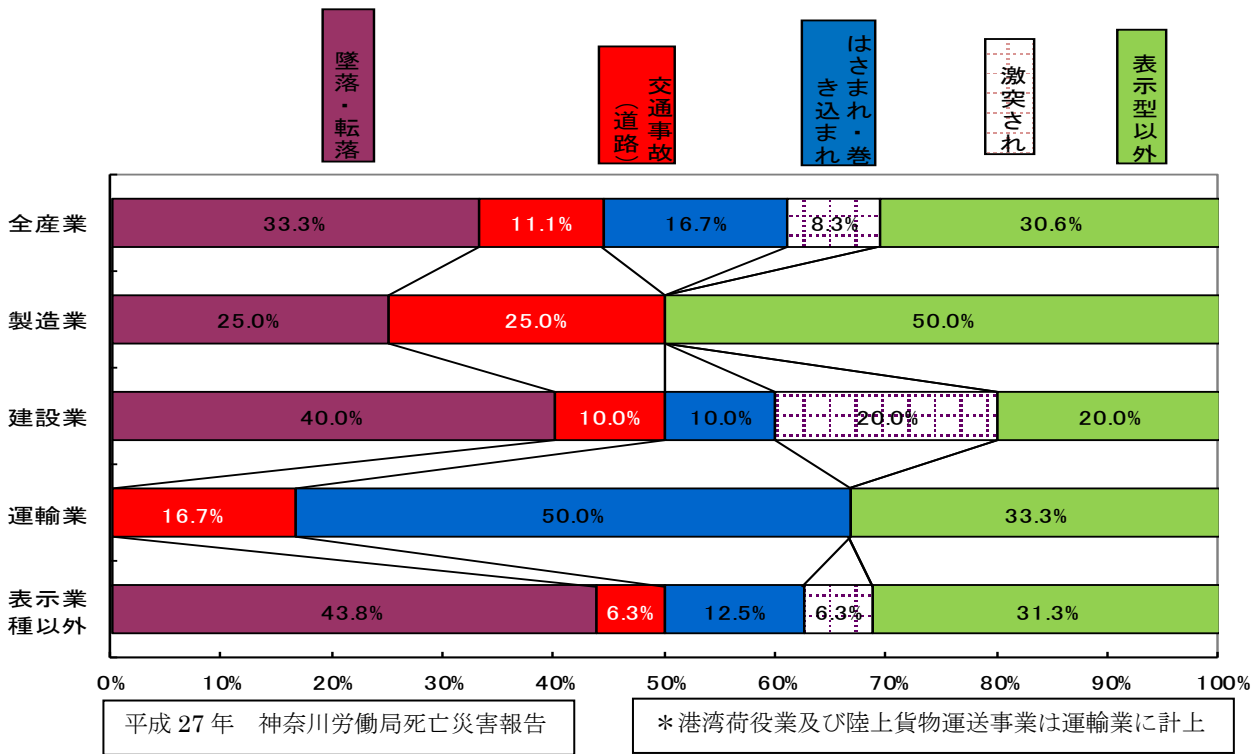 墜落・転落
交通事故
（道路）
はさまれ・巻
き込まれ
激突され
表示型以外
全産業
33.3%
11.1%
16.7%
8.3%
30.6%
製造業
25.0%
25.0%
50.0%
建設業
40.0%
10.0%
10.0%
20.0%
20.0%
運輸業
16.7%
50.0%
33.3%
表示業
種以外
43.8%
6.3%
12.5%
6.3%
31.3%
0%
10%
20%
30%
40%
50%
60%
70%
80%
90%
100%
平成 27 年　神奈川労働局死亡災害報告
＊港湾荷役業及び陸上貨物運送事業は運輸業に計上